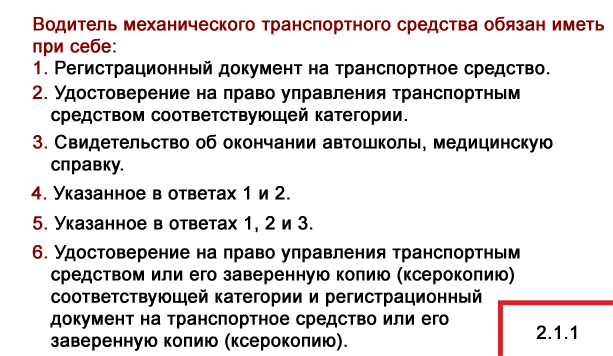 Водитель механического транспортного средства обязан иметь
при себе:
1. Регистрационный документ на транспортное средство.
2. Удостоверение на право управления транспортным
средством соответствующей категории.
3. Свидетельство об окончании автошколы, медицинскую
справку.
4. Указанное в ответах 1 и 2.
5. Указанное в ответах 1, 2 и 3.
6. Удостоверение на право управления транспортным
средством или его заверенную копию (ксерокопию)
соответствующей категории и регистрационный
документ на транспортное средство или его
заверенную копию (ксерокопию).
2.1.1